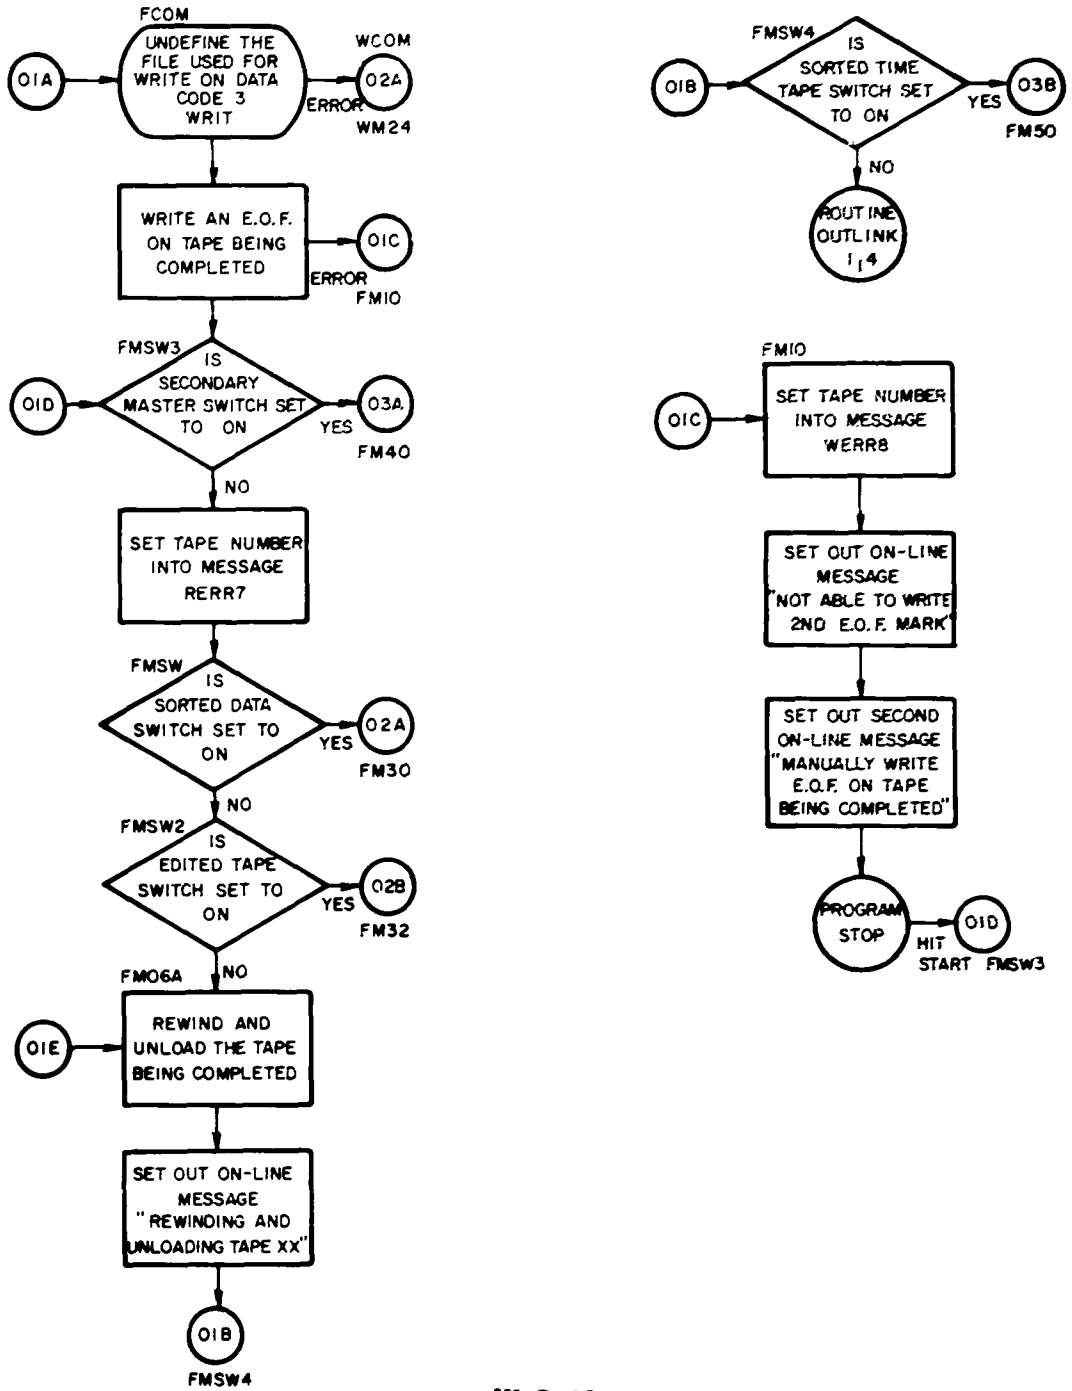 FCOM
UNDEFINE THE
FILE USED FOR
WRITE ON DATA
CODE 3
WRIT
01A
WCOM
02A
ERROR
WM24
WRITE AN E.O.F.
ON TAPE BEING
COMPLETED
01C
ERROR
FM10
FMSW3
IS
SECONDARY
MASTER SWITCH SET
TO ON
01D
03A
YES
FM40
NO
SET TAPE NUMBER
INTO MESSAGE
RERR7
FMSW
IS
SORTED DATA
SWITCH SET TO
ON
02A
YES
FM30
NO
FMSW2
IS
EDITED TAPE
SWITCH SET TO
ON
02B
YES
FM32
NO
FM06A
01E
REWIND AND
UNLOAD THE TAPE
BEING COMPLETED
SET OUT ON-LINE
MESSAGE
"REWINDING AND
UNLOADING TAPE XX"
01B
FMSW4
FMSW4
IS
SORTED TIME
TAPE SWITCH SET
TO ON
01B
03B
YES
FM50
NO
ROUTINE
OUTLINK
FM10
01C
SET TAPE NUMBER
INTO MESSAGE
WERR8
SET OUT ON-LINE
MESSAGE
"NOT ABLE TO WRITE
2ND E.O.F. MARK"
SET OUT SECOND
ON-LINE MESSAGE
"MANUALLY WRITE
E.O.F. ON TAPE
BEING COMPLETED"
PROGRAM
STOP
01D
HIT
START FMSW3